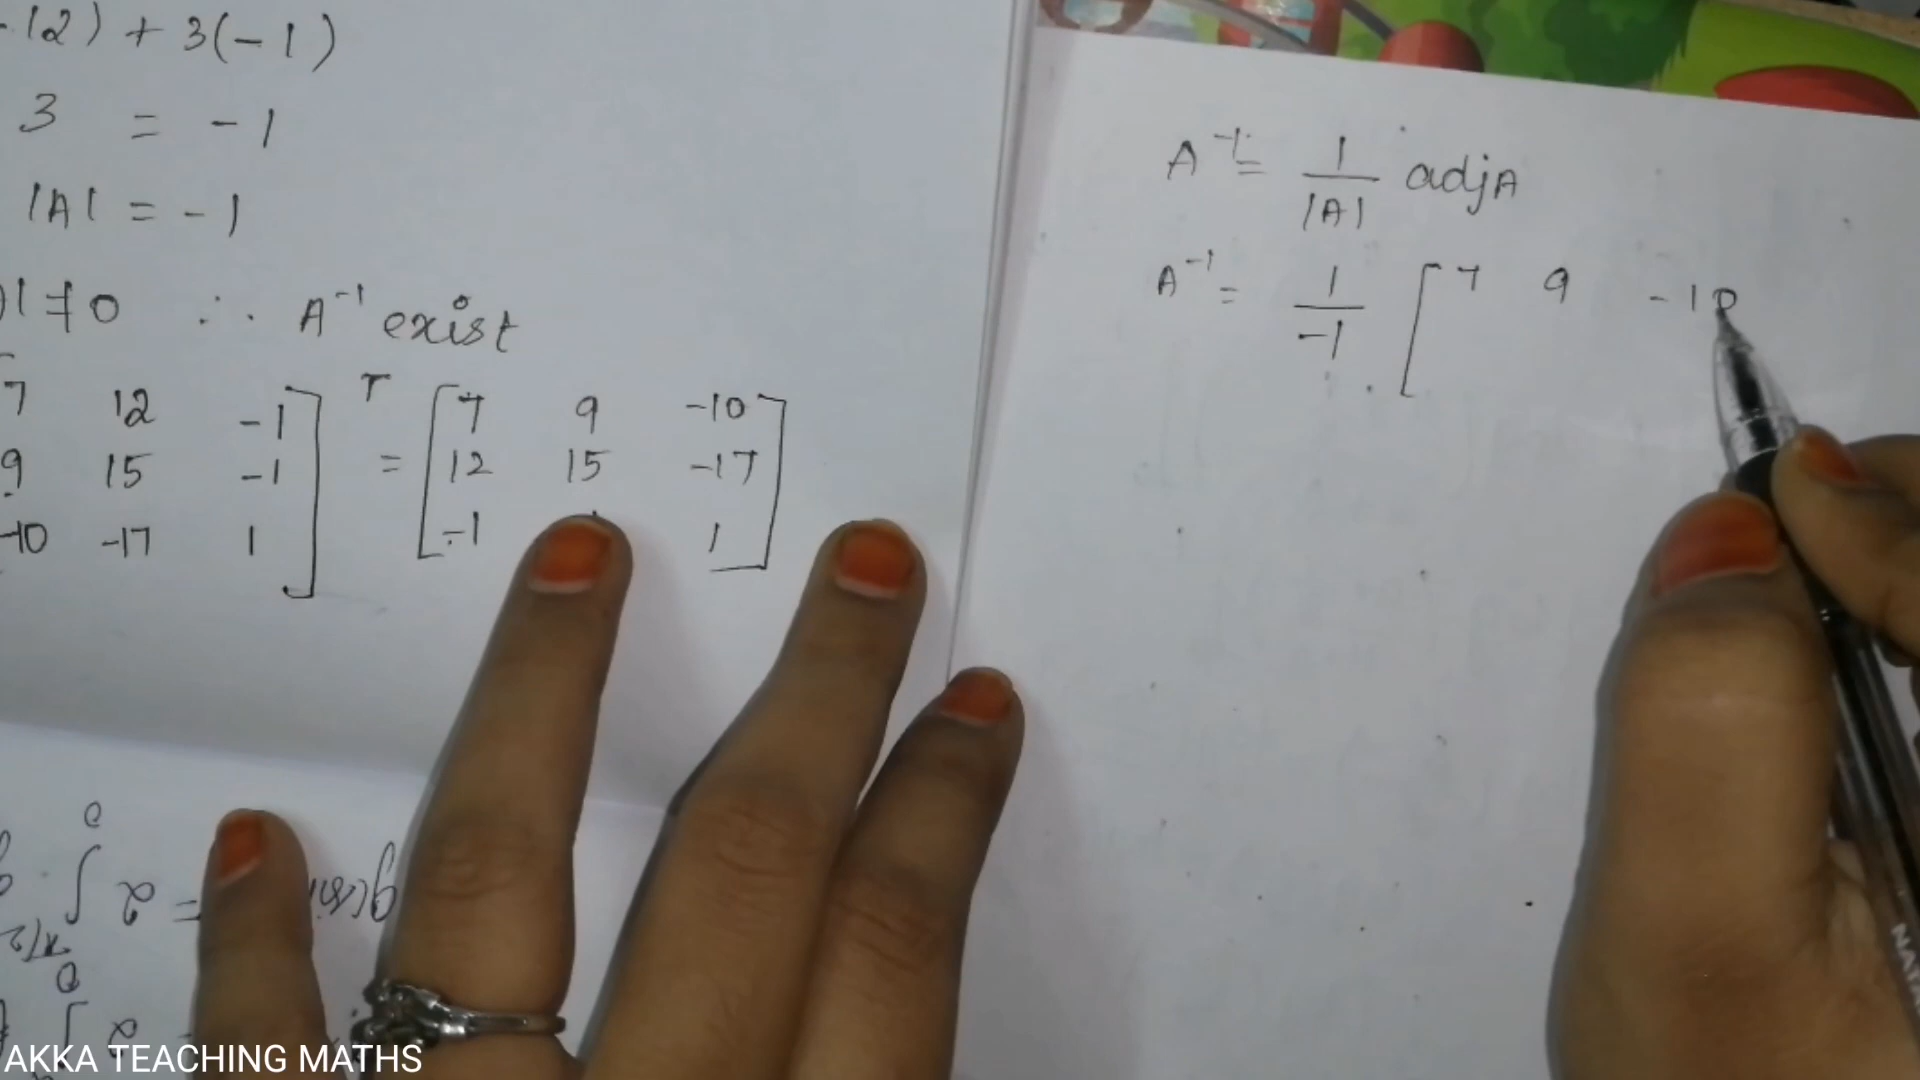 12) + 3(-1)
3 = -1
|A| = -1
| ≠ 0 ∴ A⁻¹ exist
7 12 -1 ] T = [ 7 9 -10 ]
9 15 -1 12 15 -17
-10 -17 1 -1 1
A⁻¹ = 1/|A| adjA
A⁻¹ = 1/-1 [ 7 9 -10
AKKA TEACHING MATHS